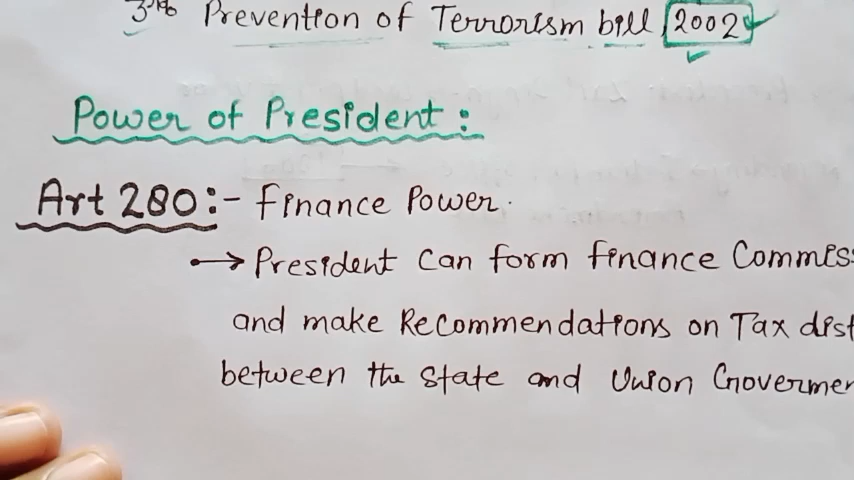 3rd Prevention of Terrorism bill, 2002
Power of President:
Art 280:- Finance Power.
→ President can form finance Commiss
and make Recommendations on Tax dist
between the State and Union Govermen